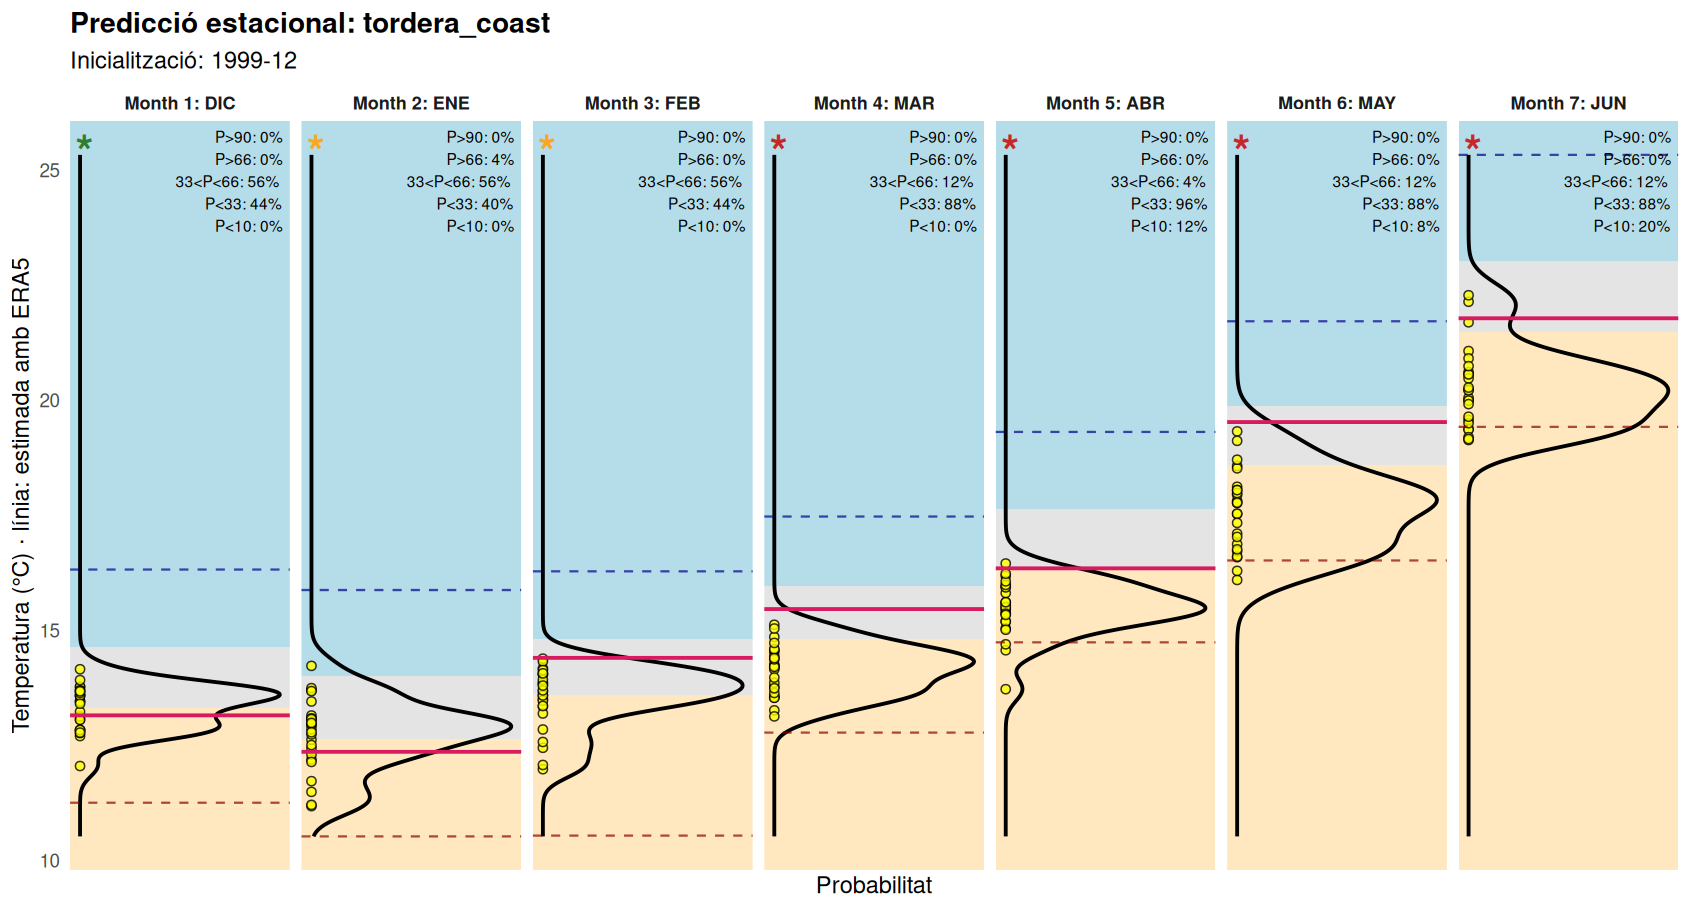 Predicció estacional: tordera_coast
Inicialització: 1999-12
Month 1: DIC
Month 2: ENE
Month 3: FEB
Month 4: MAR
Month 5: ABR
Month 6: MAY
Month 7: JUN
*
P>90: 0%
P>66: 0%
33<P<66: 56%
P<33: 44%
P<10: 0%
*
P>90: 0%
P>66: 4%
33<P<66: 56%
P<33: 40%
P<10: 0%
*
P>90: 0%
P>66: 0%
33<P<66: 56%
P<33: 44%
P<10: 0%
*
P>90: 0%
P>66: 0%
33<P<66: 12%
P<33: 88%
P<10: 0%
*
P>90: 0%
P>66: 0%
33<P<66: 4%
P<33: 96%
P<10: 12%
*
P>90: 0%
P>66: 0%
33<P<66: 12%
P<33: 88%
P<10: 8%
*
P>90: 0%
P>66: 0%
33<P<66: 12%
P<33: 88%
P<10: 20%
Temperatura (°C) · línia: estimada amb ERA5
25
20
15
10
Probabilitat